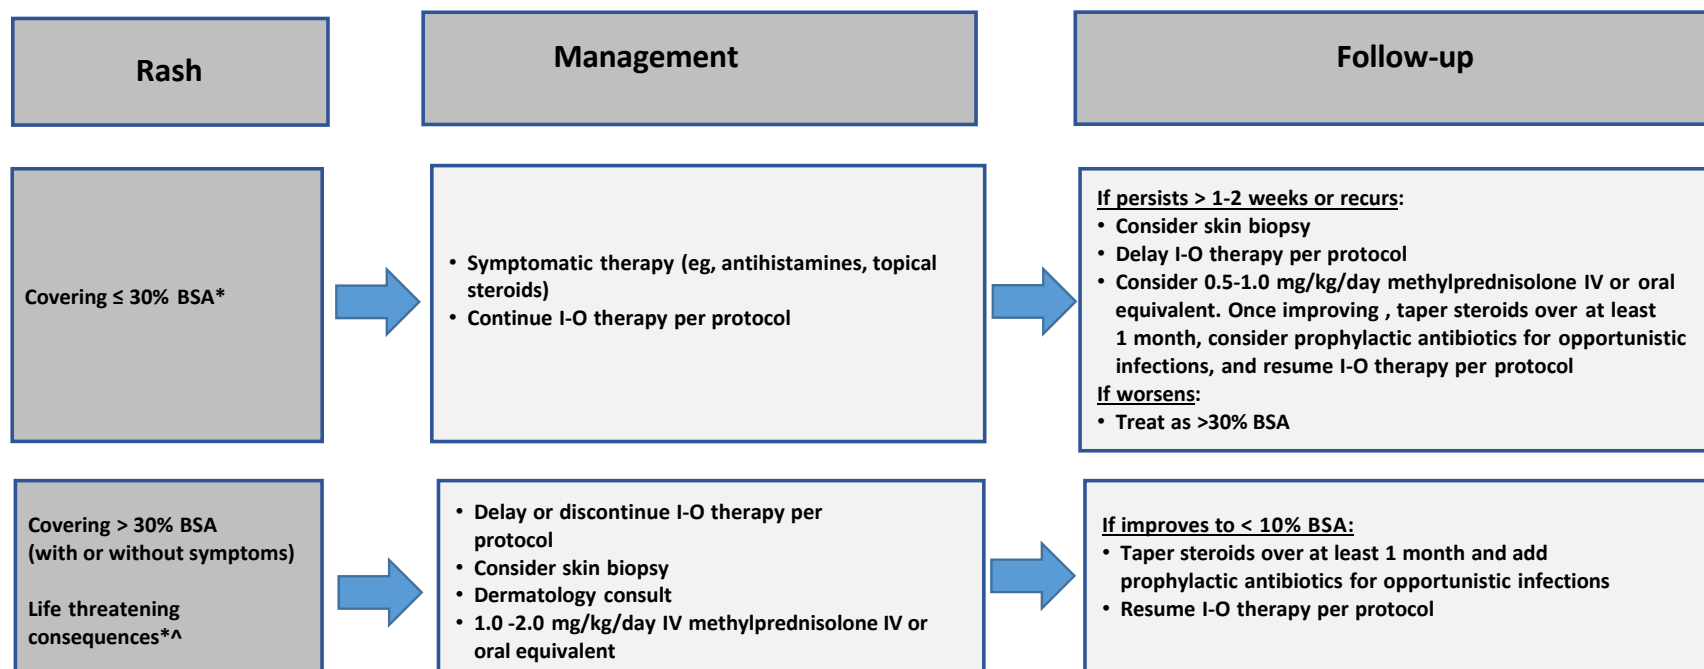 Rash
Management
Follow-up
Covering ≤ 30% BSA*
• Symptomatic therapy (eg, antihistamines, topical
steroids)
• Continue I-O therapy per protocol
If persists > 1-2 weeks or recurs:
• Consider skin biopsy
• Delay I-O therapy per protocol
• Consider 0.5-1.0 mg/kg/day methylprednisolone IV or oral
equivalent. Once improving , taper steroids over at least
1 month, consider prophylactic antibiotics for opportunistic
infections, and resume I-O therapy per protocol
If worsens:
• Treat as >30% BSA
Covering > 30% BSA
(with or without symptoms)
Life threatening
consequences*^
• Delay or discontinue I-O therapy per
protocol
• Consider skin biopsy
• Dermatology consult
• 1.0 -2.0 mg/kg/day IV methylprednisolone IV or
oral equivalent
If improves to < 10% BSA:
• Taper steroids over at least 1 month and add
prophylactic antibiotics for opportunistic infections
• Resume I-O therapy per protocol